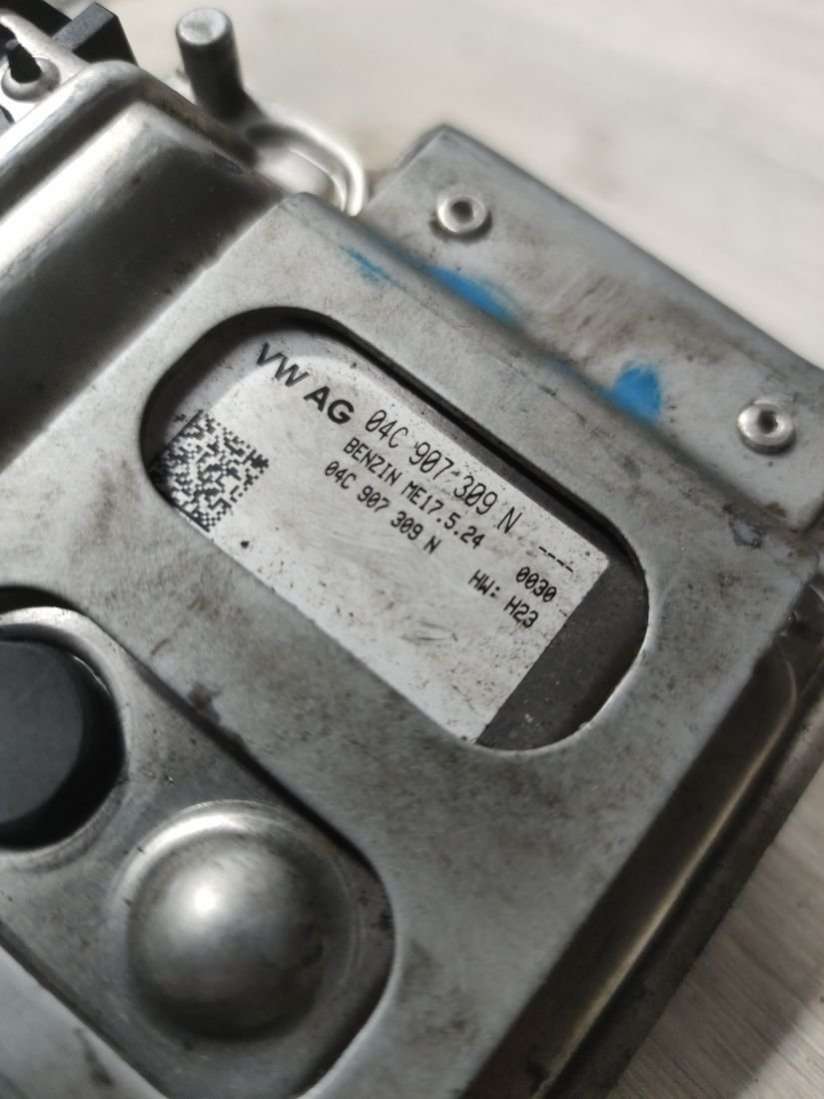 VW AG 04C 907 309 N ----
BENZIN ME17.5.24 0030
04C 907 309 N HW: H23